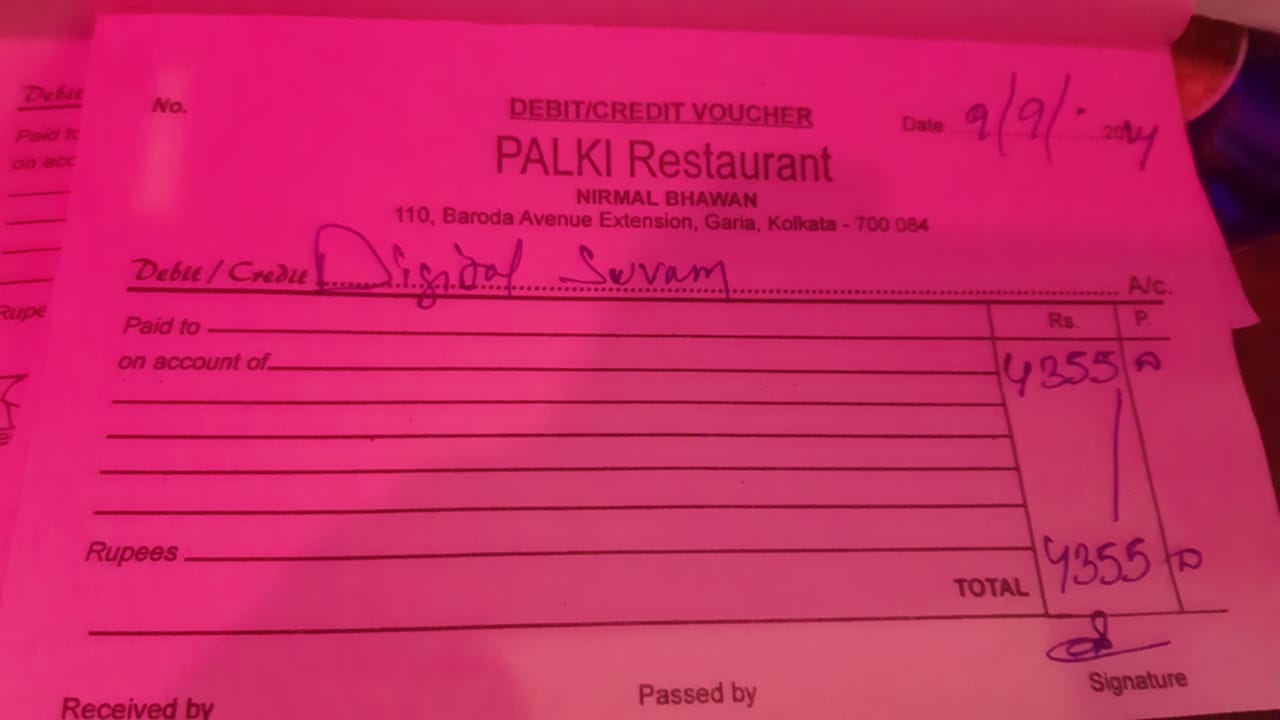 DEBIT/CREDIT VOUCHER
No. Date 9/9/. 2024
PALKI Restaurant
NIRMAL BHAWAN
110, Baroda Avenue Extension, Garia, Kolkata - 700 084
Debit / Credit Digital Suvam A/c.
Paid to Rs. P.
on account of 4355
Rupees 4355
TOTAL
Received by Passed by Signature
Debit
Paid to
on acc
Rupe